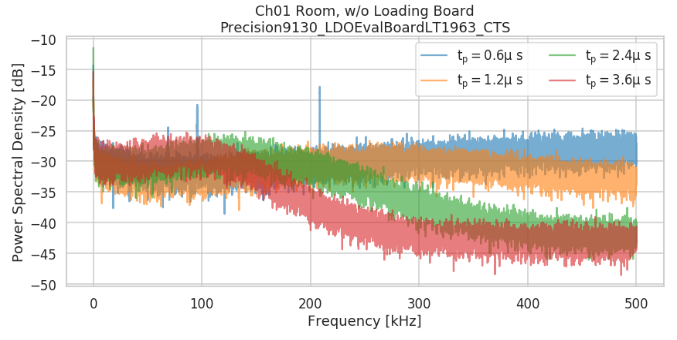 Ch01 Room, w/o Loading Board
Precision9130_LDOEvalBoardLT1963_CTS
Power Spectral Density [dB]
−10
−15
−20
−25
−30
−35
−40
−45
−50
tp = 0.6μ s
tp = 1.2μ s
tp = 2.4μ s
tp = 3.6μ s
0
100
200
300
400
500
Frequency [kHz]